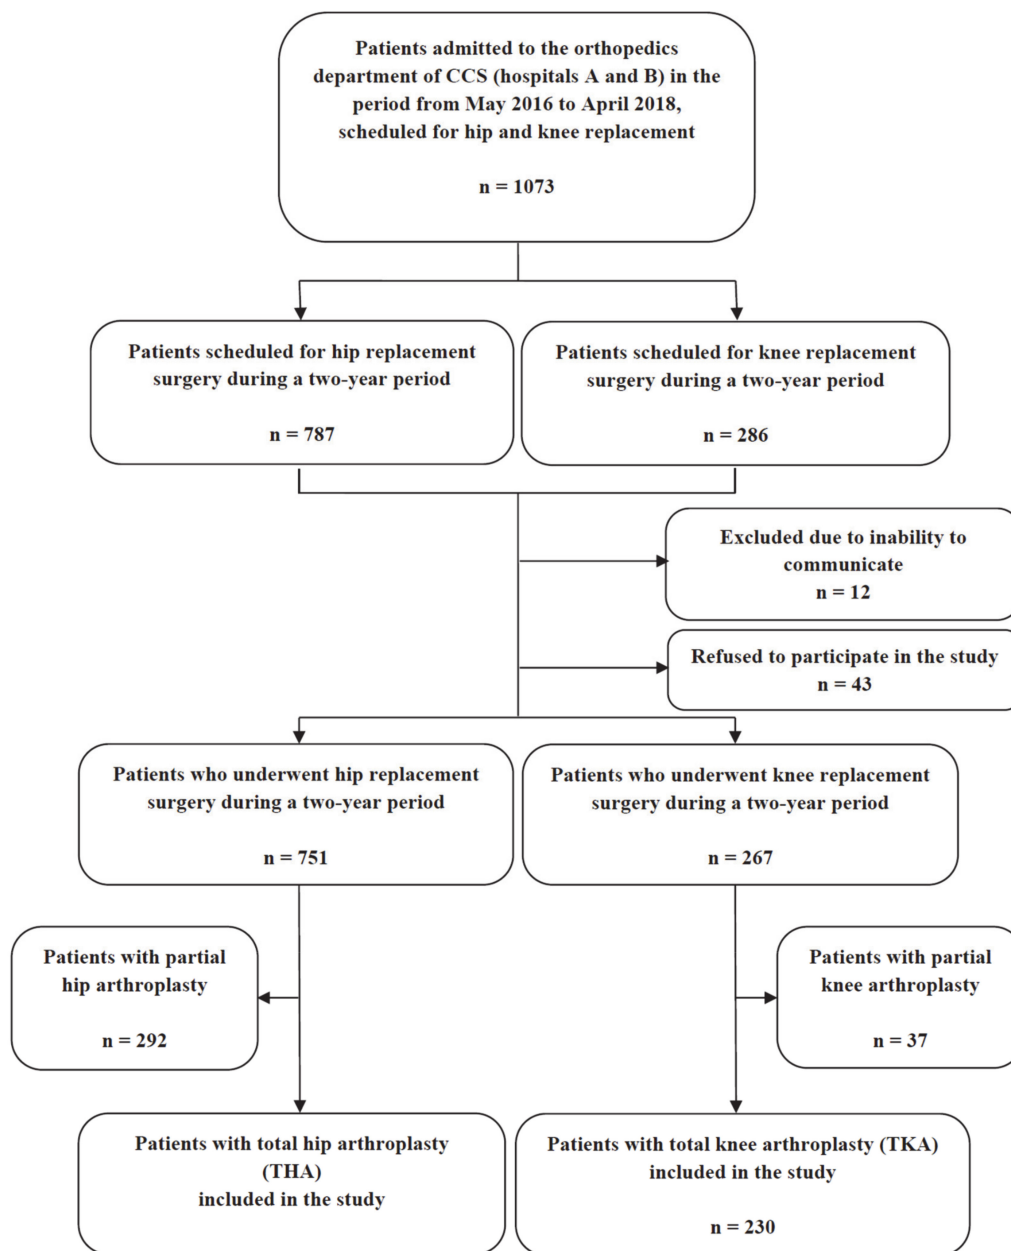 Patients admitted to the orthopedics
department of CCS (hospitals A and B) in the
period from May 2016 to April 2018,
scheduled for hip and knee replacement
n = 1073
Patients scheduled for hip replacement
surgery during a two-year period
n = 787
Patients scheduled for knee replacement
surgery during a two-year period
n = 286
Excluded due to inability to
communicate
n = 12
Refused to participate in the study
n = 43
Patients who underwent hip replacement
surgery during a two-year period
n = 751
Patients who underwent knee replacement
surgery during a two-year period
n = 267
Patients with partial
hip arthroplasty
n = 292
Patients with partial
knee arthroplasty
n = 37
Patients with total hip arthroplasty
(THA)
included in the study
Patients with total knee arthroplasty (TKA)
included in the study
n = 230